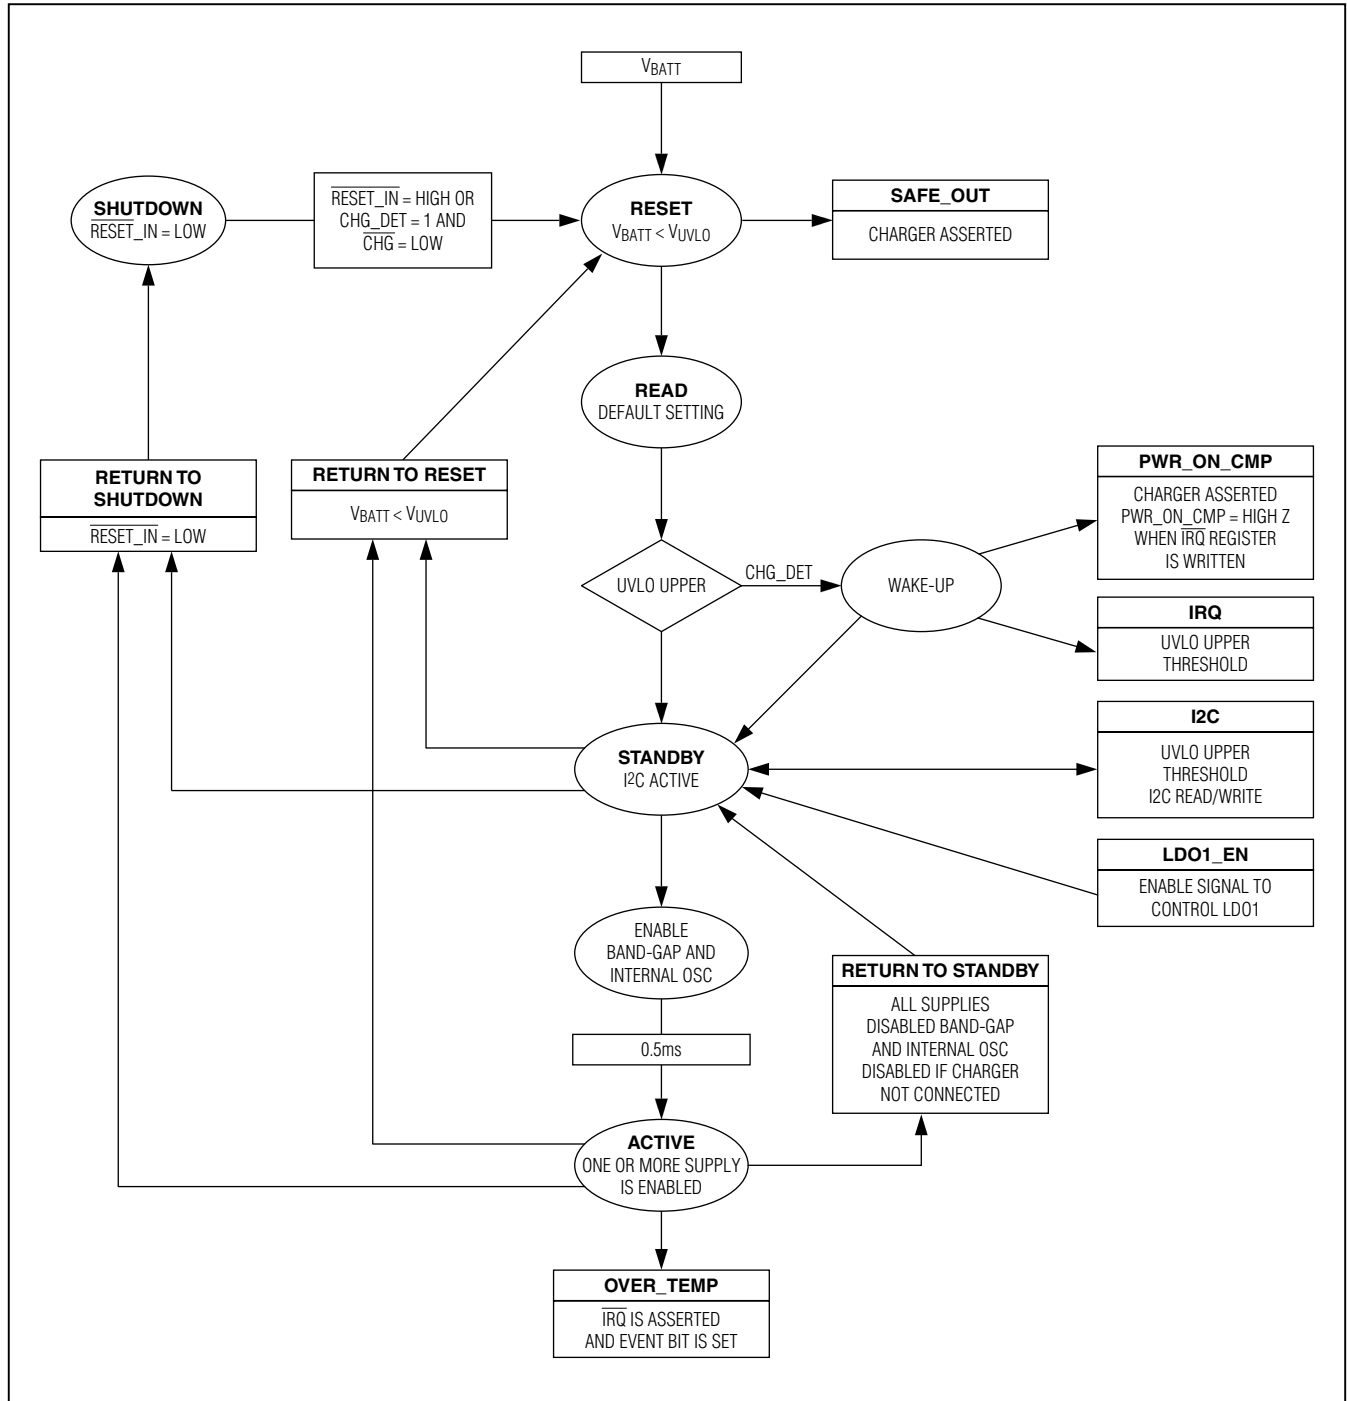 VBATT
SHUTDOWN
RESET_IN = LOW
RESET_IN = HIGH OR
CHG_DET = 1 AND
CHG = LOW
RESET
VBATT < VUVLO
SAFE_OUT
CHARGER ASSERTED
READ
DEFAULT SETTING
RETURN TO
SHUTDOWN
RESET_IN = LOW
RETURN TO RESET
VBATT < VUVLO
UVLO UPPER
CHG_DET
WAKE-UP
PWR_ON_CMP
CHARGER ASSERTED
PWR_ON_CMP = HIGH Z
WHEN IRQ REGISTER
IS WRITTEN
IRQ
UVLO UPPER
THRESHOLD
STANDBY
I2C ACTIVE
I2C
UVLO UPPER
THRESHOLD
I2C READ/WRITE
LDO1_EN
ENABLE SIGNAL TO
CONTROL LDO1
ENABLE
BAND-GAP AND
INTERNAL OSC
RETURN TO STANDBY
ALL SUPPLIES
DISABLED BAND-GAP
AND INTERNAL OSC
DISABLED IF CHARGER
NOT CONNECTED
0.5ms
ACTIVE
ONE OR MORE SUPPLY
IS ENABLED
OVER_TEMP
IRQ IS ASSERTED
AND EVENT BIT IS SET